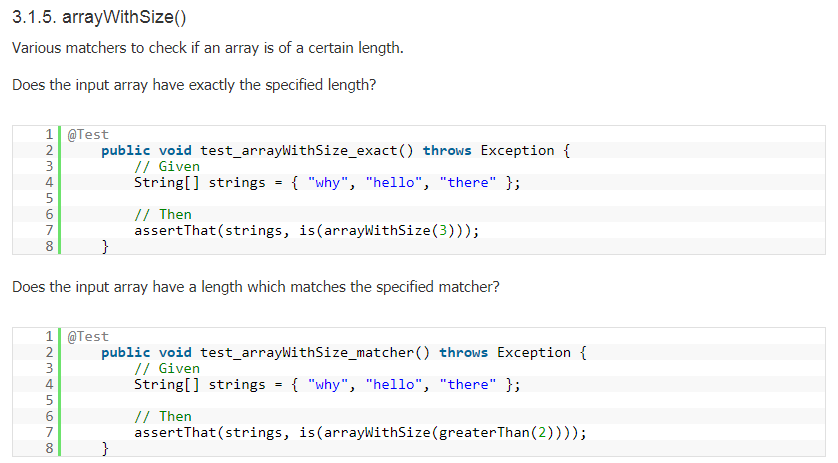 3.1.5. arrayWithSize()
Various matchers to check if an array is of a certain length.
Does the input array have exactly the specified length?
1 @Test
2     public void test_arrayWithSize_exact() throws Exception {
3         // Given
4         String[] strings = { "why", "hello", "there" };
5
6         // Then
7         assertThat(strings, is(arrayWithSize(3)));
8     }
Does the input array have a length which matches the specified matcher?
1 @Test
2     public void test_arrayWithSize_matcher() throws Exception {
3         // Given
4         String[] strings = { "why", "hello", "there" };
5
6         // Then
7         assertThat(strings, is(arrayWithSize(greaterThan(2))));
8     }